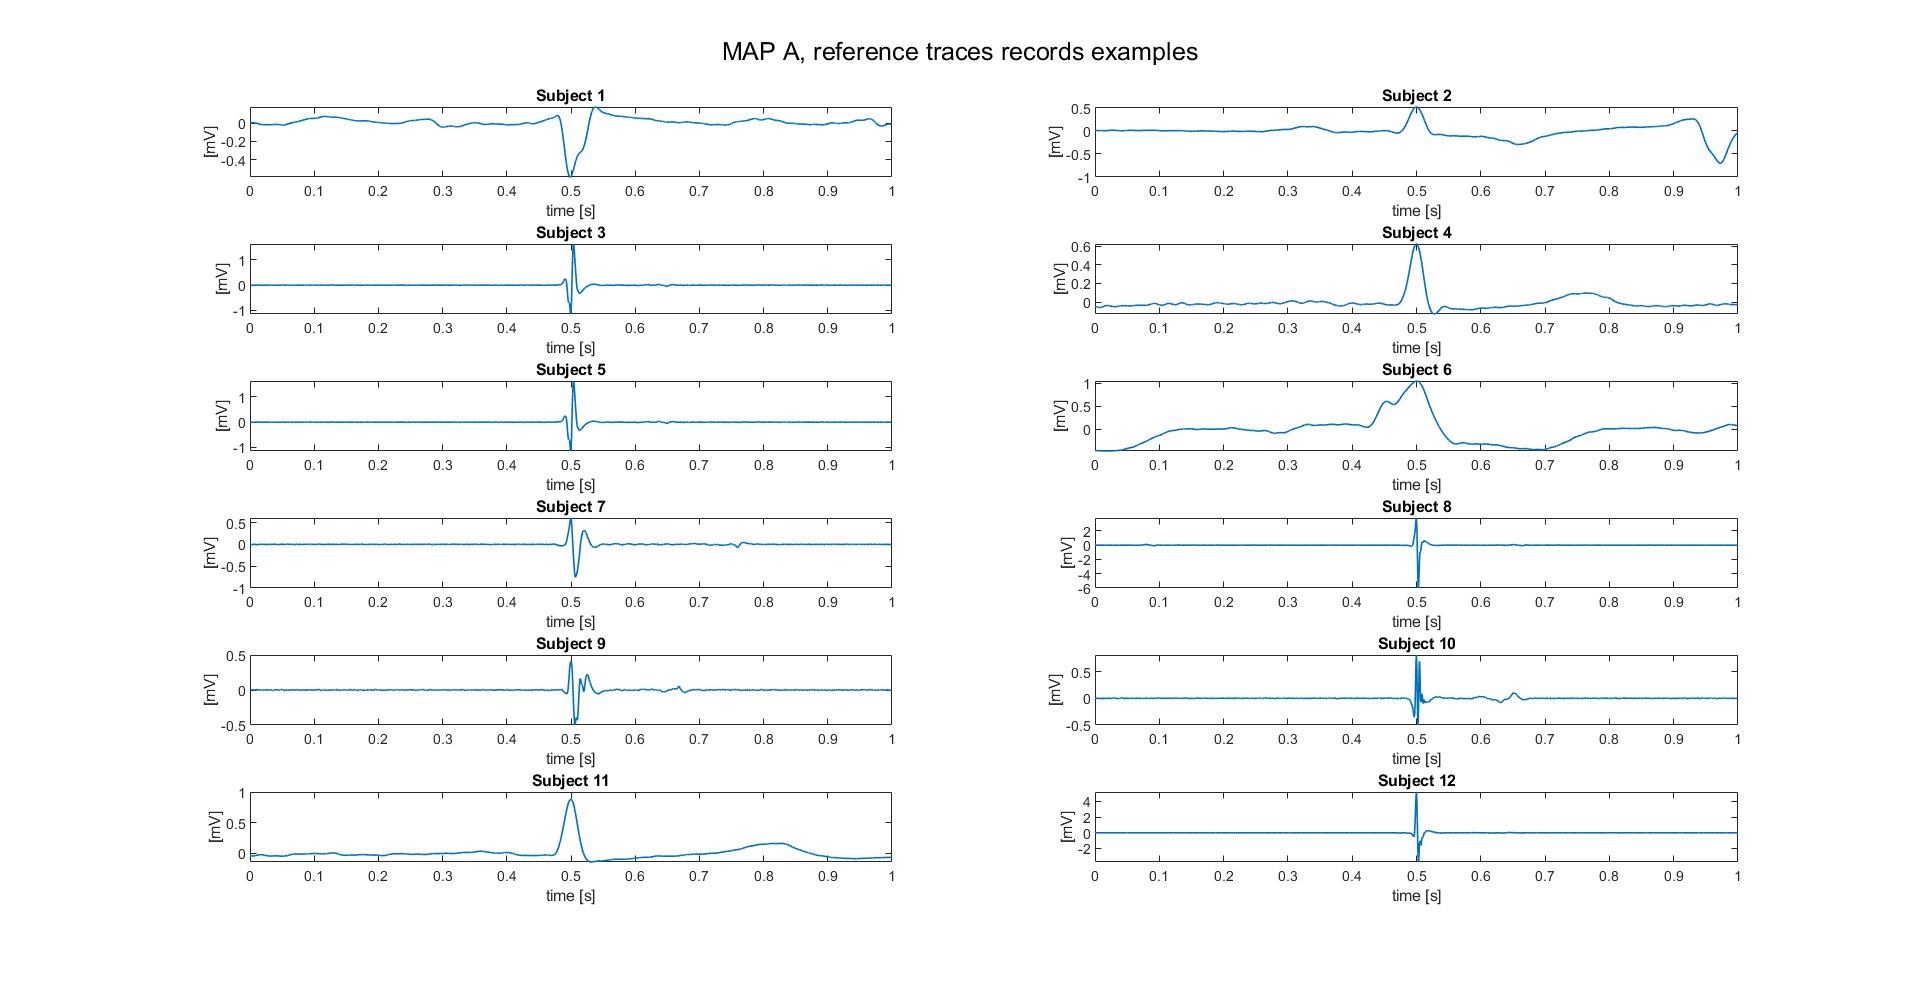 MAP A, reference traces records examples
Subject 1
[mV]
0
-0.2
-0.4
0 0.1 0.2 0.3 0.4 0.5 0.6 0.7 0.8 0.9 1
time [s]
Subject 2
[mV]
0.5
0
-0.5
-1
0 0.1 0.2 0.3 0.4 0.5 0.6 0.7 0.8 0.9 1
time [s]
Subject 3
[mV]
1
0
-1
0 0.1 0.2 0.3 0.4 0.5 0.6 0.7 0.8 0.9 1
time [s]
Subject 4
[mV]
0.6
0.4
0.2
0
0 0.1 0.2 0.3 0.4 0.5 0.6 0.7 0.8 0.9 1
time [s]
Subject 5
[mV]
1
0
-1
0 0.1 0.2 0.3 0.4 0.5 0.6 0.7 0.8 0.9 1
time [s]
Subject 6
[mV]
1
0.5
0
0 0.1 0.2 0.3 0.4 0.5 0.6 0.7 0.8 0.9 1
time [s]
Subject 7
[mV]
0.5
0
-0.5
-1
0 0.1 0.2 0.3 0.4 0.5 0.6 0.7 0.8 0.9 1
time [s]
Subject 8
[mV]
2
0
-2
-4
-6
0 0.1 0.2 0.3 0.4 0.5 0.6 0.7 0.8 0.9 1
time [s]
Subject 9
[mV]
0.5
0
-0.5
0 0.1 0.2 0.3 0.4 0.5 0.6 0.7 0.8 0.9 1
time [s]
Subject 10
[mV]
0.5
0
-0.5
0 0.1 0.2 0.3 0.4 0.5 0.6 0.7 0.8 0.9 1
time [s]
Subject 11
[mV]
1
0.5
0
0 0.1 0.2 0.3 0.4 0.5 0.6 0.7 0.8 0.9 1
time [s]
Subject 12
[mV]
4
2
0
-2
0 0.1 0.2 0.3 0.4 0.5 0.6 0.7 0.8 0.9 1
time [s]